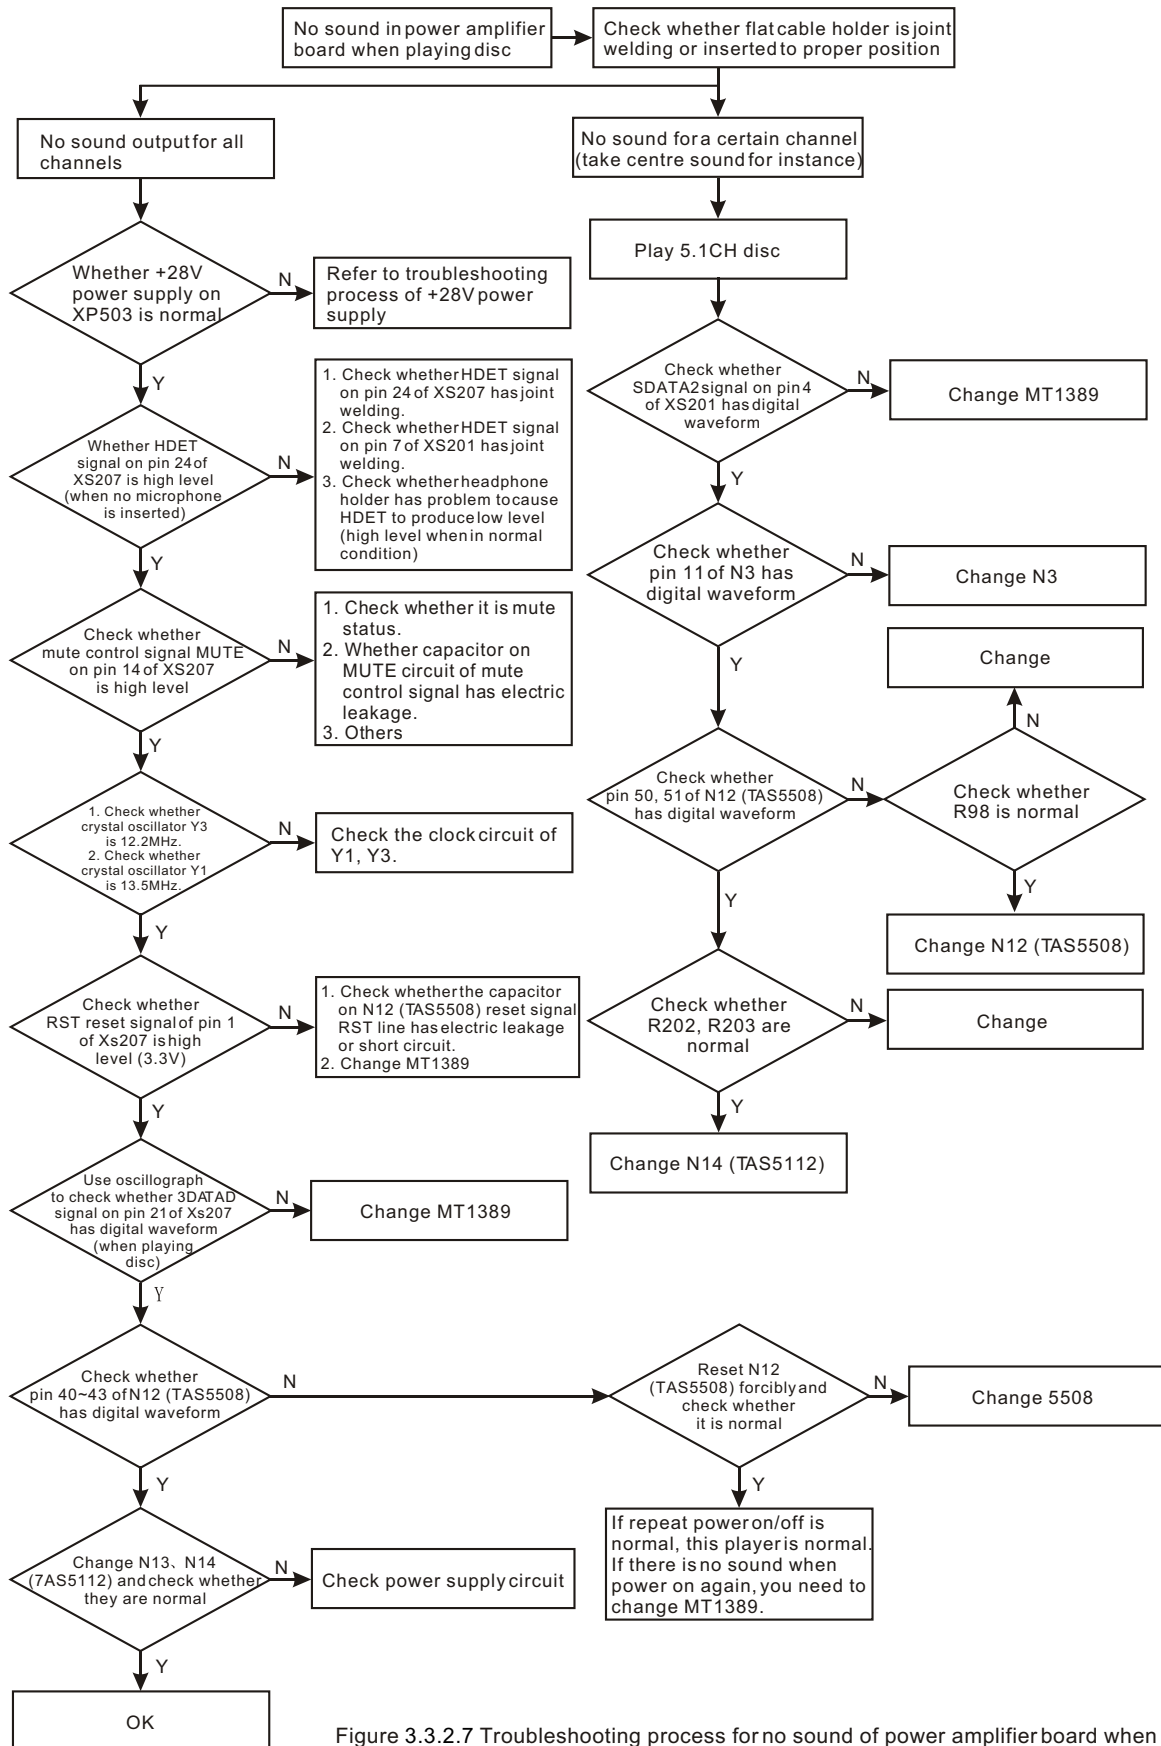 No sound in power amplifier
board when playing disc
Check whether flat cable holder is joint
welding or inserted to proper position
No sound output for all
channels
No sound for a certain channel
(take centre sound for instance)
Play 5.1CH disc
Whether +28V
power supply on
XP503 is normal
N
Refer to troubleshooting
process of +28V power
supply
Y
Check whether
SDATA2 signal on pin 4
of XS201 has digital
waveform
N
Change MT1389
Y
Whether HDET
signal on pin 24 of
XS207 is high level
(when no microphone
is inserted)
N
1. Check whether HDET signal
on pin 24 of XS207 has joint
welding.
2. Check whether HDET signal
on pin 7 of XS201 has joint
welding.
3. Check whether headphone
holder has problem to cause
HDET to produce low level
(high level when in normal
condition)
Y
Check whether
pin 11 of N3 has
digital waveform
N
Change N3
Y
Check whether
mute control signal MUTE
on pin 14 of XS207
is high level
N
1. Check whether it is mute
status.
2. Whether capacitor on
MUTE circuit of mute
control signal has electric
leakage.
3. Others
Y
Change
N
Check whether
pin 50, 51 of N12 (TAS5508)
has digital waveform
N
Check whether
R98 is normal
Y
Change N12 (TAS5508)
Y
1. Check whether
crystal oscillator Y3
is 12.2MHz.
2. Check whether
crystal oscillator Y1
is 13.5MHz.
N
Check the clock circuit of
Y1, Y3.
Y
Check whether
RST reset signal of pin 1
of Xs207 is high
level (3.3V)
N
1. Check whether the capacitor
on N12 (TAS5508) reset signal
RST line has electric leakage
or short circuit.
2. Change MT1389
Y
Check whether
R202, R203 are
normal
N
Change
Y
Change N14 (TAS5112)
Use oscillograph
to check whether 3DATAD
signal on pin 21 of Xs207
has digital waveform
(when playing
disc)
N
Change MT1389
Y
Check whether
pin 40~43 of N12 (TAS5508)
has digital waveform
N
Reset N12
(TAS5508) forcibly and
check whether
it is normal
N
Change 5508
Y
If repeat power on/off is
normal, this player is normal.
If there is no sound when
power on again, you need to
change MT1389.
Y
Change N13、N14
(7AS5112) and check whether
they are normal
N
Check power supply circuit
Y
OK
Figure 3.3.2.7 Troubleshooting process for no sound of power amplifier board when